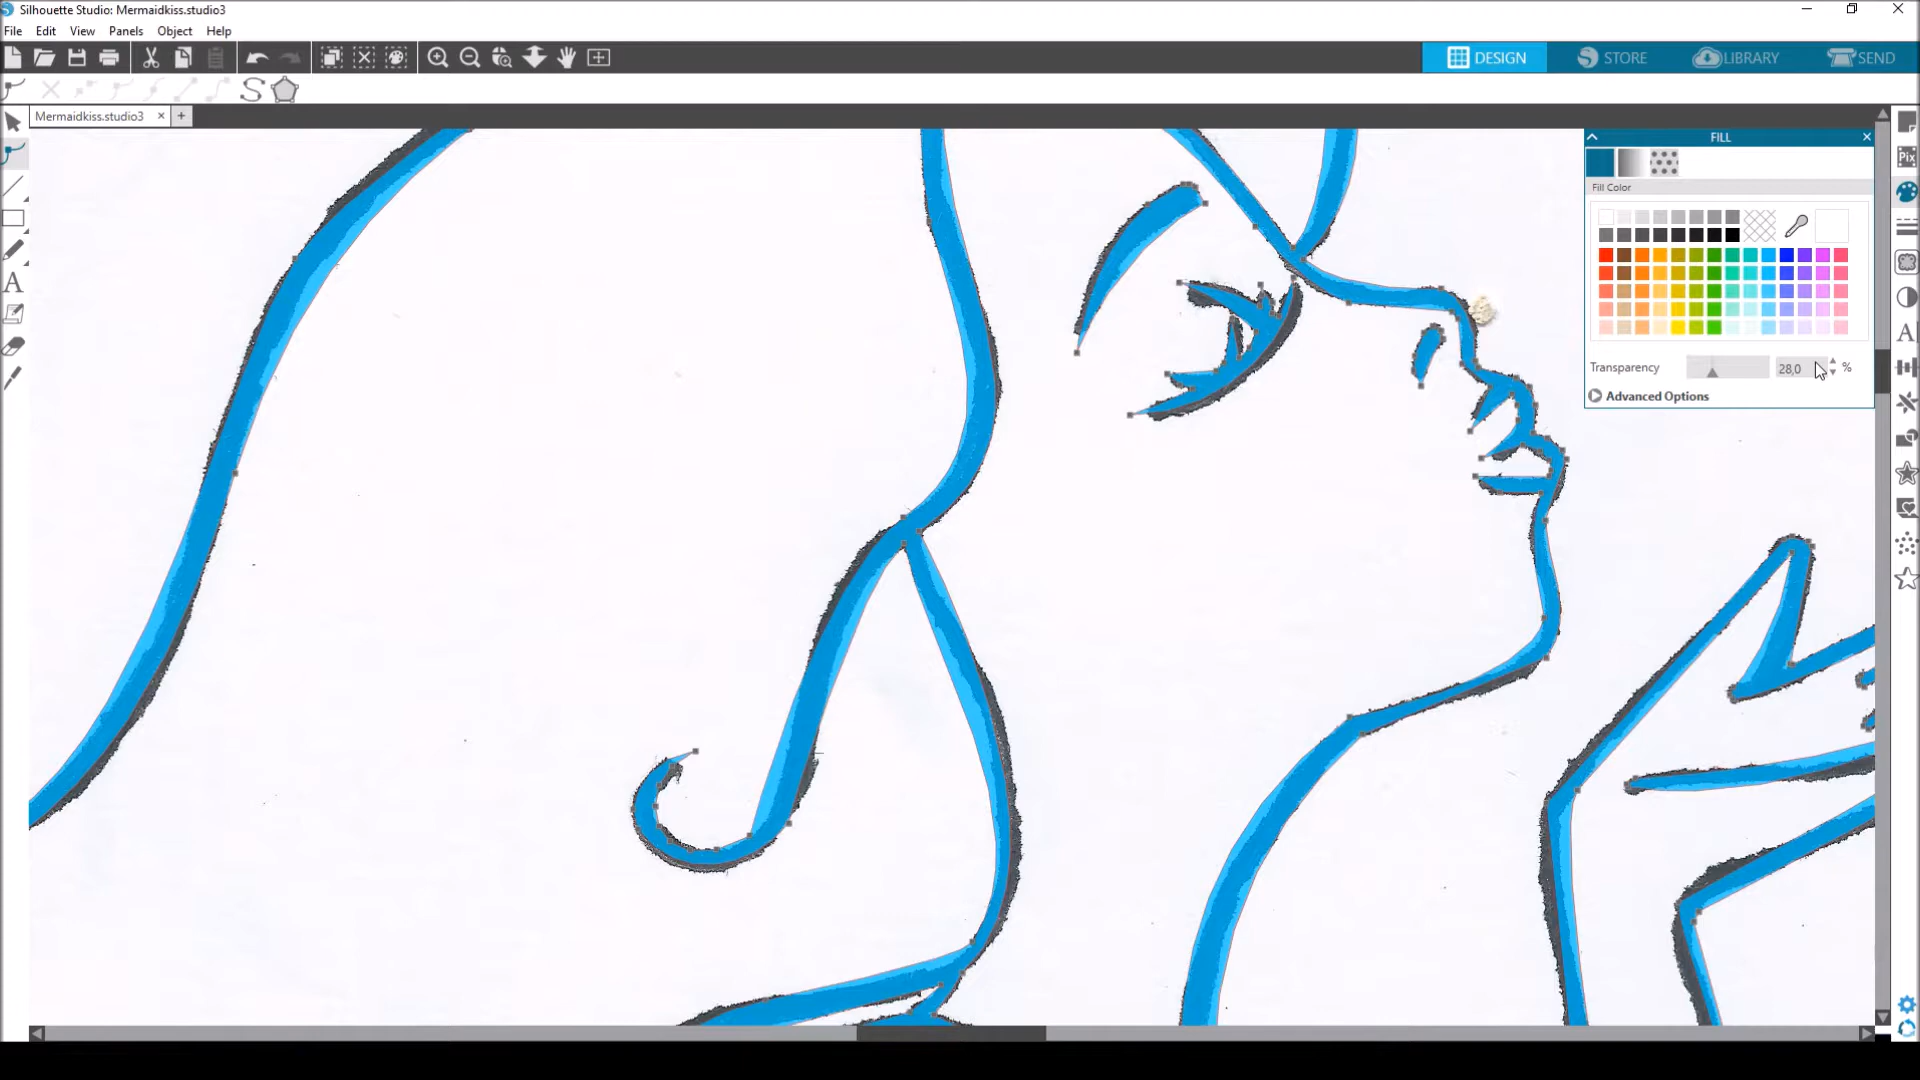 Silhouette Studio: Mermaidkiss.studio3
File Edit View Panels Object Help
DESIGN STORE LIBRARY SEND
Mermaidkiss.studio3 × +
FILL
Pix
Fill Color
Transparency 28,0 %
Advanced Options
A
A